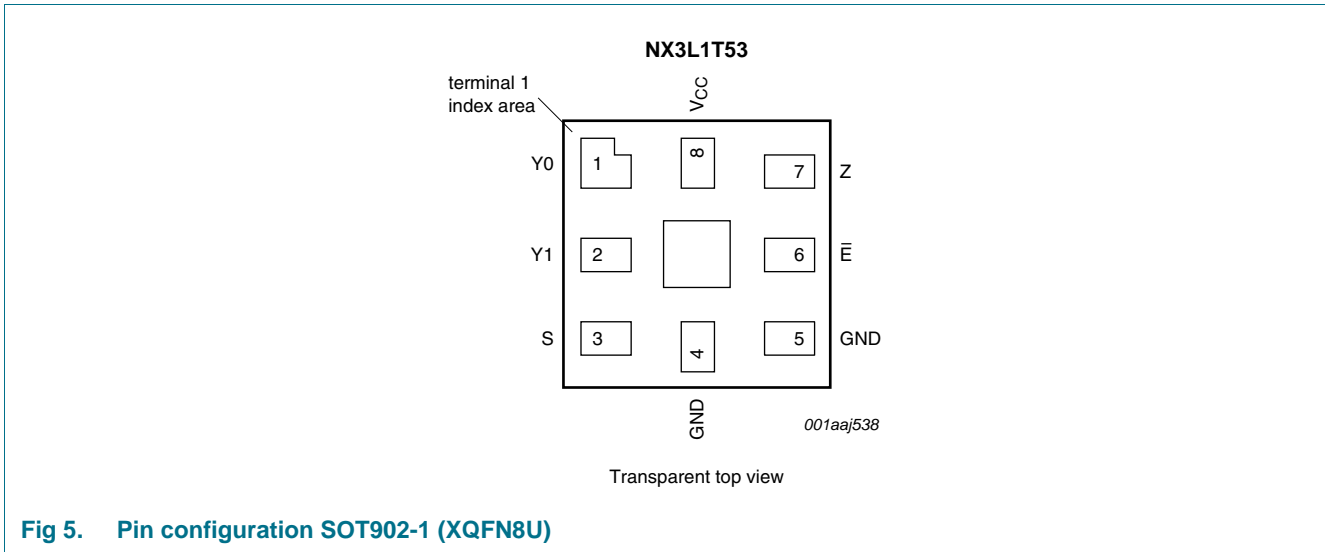 NX3L1T53
terminal 1
index area
VCC
Y0
1
8
7
Z
Y1
2
6
E̅
S
3
4
5
GND
GND
001aaj538
Transparent top view
Fig 5. Pin configuration SOT902-1 (XQFN8U)